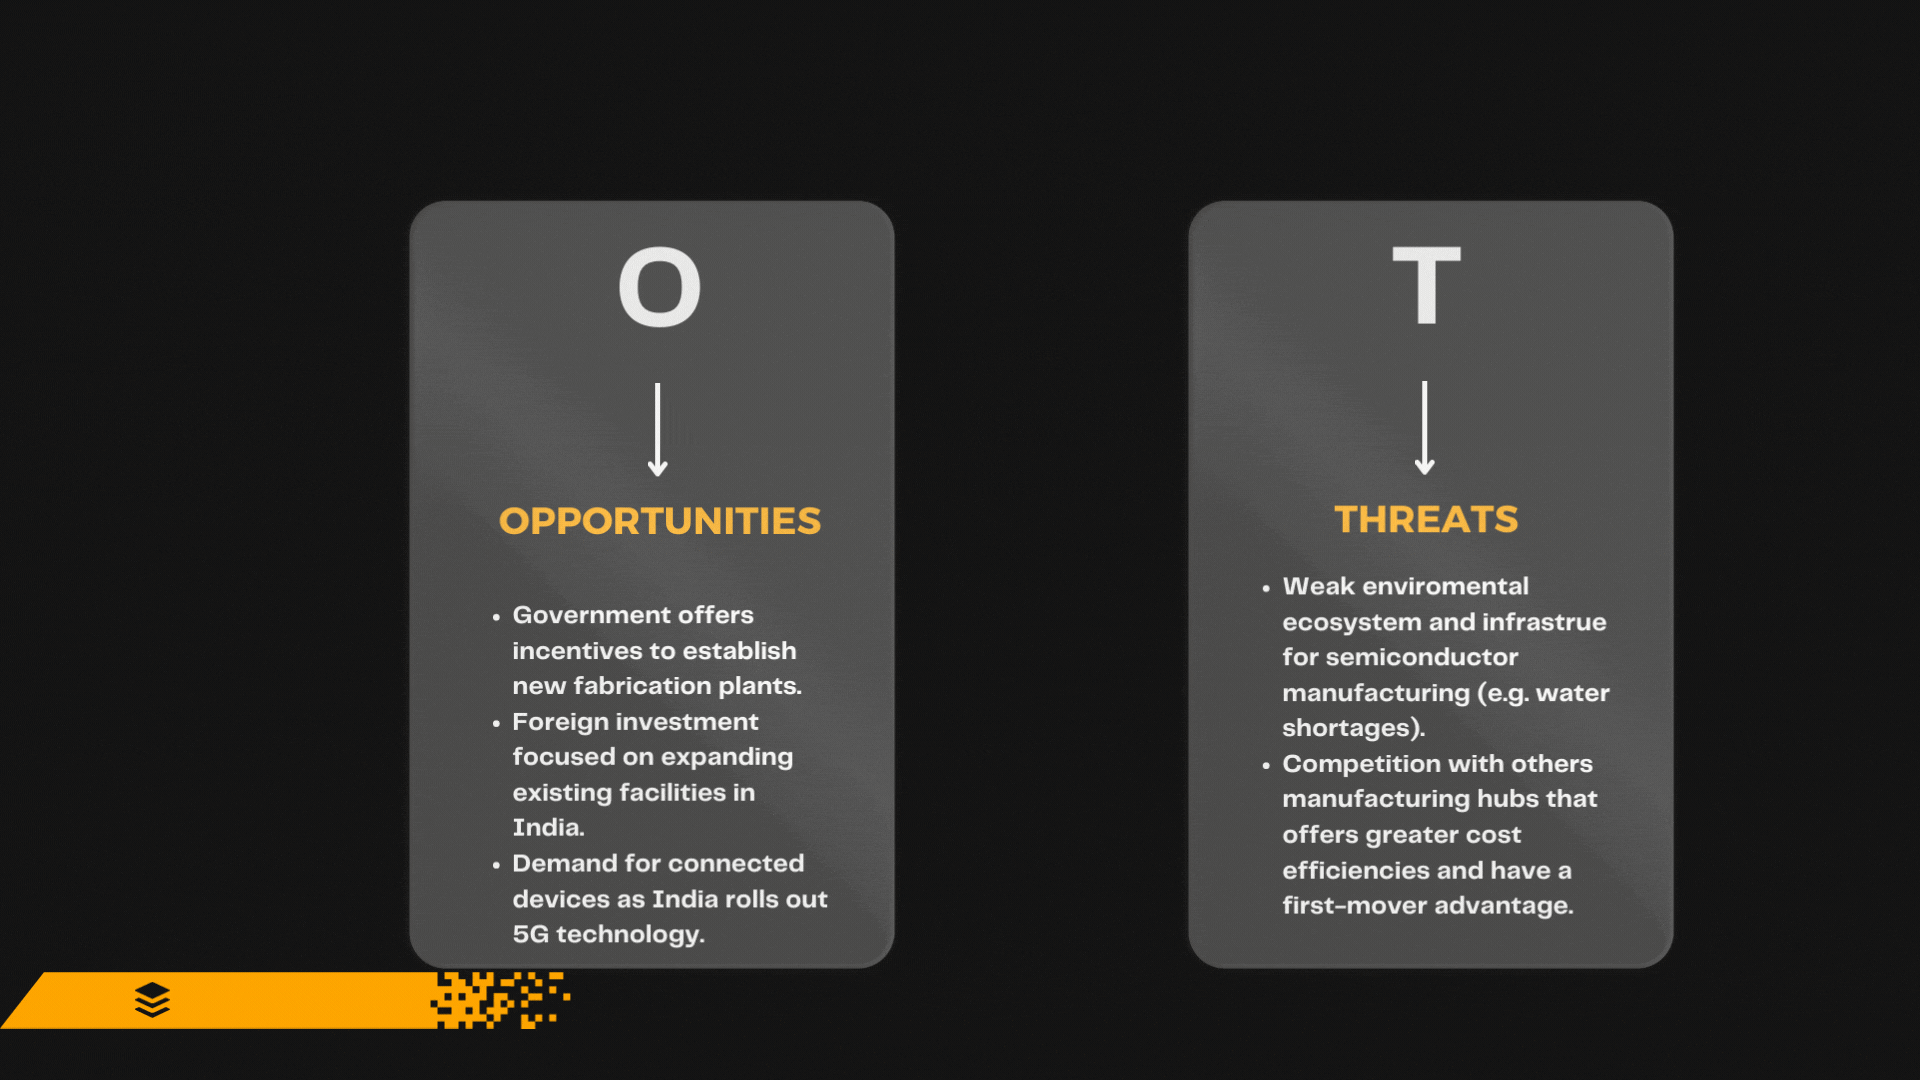 O
OPPORTUNITIES
• Government offers
incentives to establish
new fabrication plants.
• Foreign investment
focused on expanding
existing facilities in
India.
• Demand for connected
devices as India rolls out
5G technology.
T
THREATS
• Weak enviromental
ecosystem and infrastrue
for semiconductor
manufacturing (e.g. water
shortages).
• Competition with others
manufacturing hubs that
offers greater cost
efficiencies and have a
first-mover advantage.